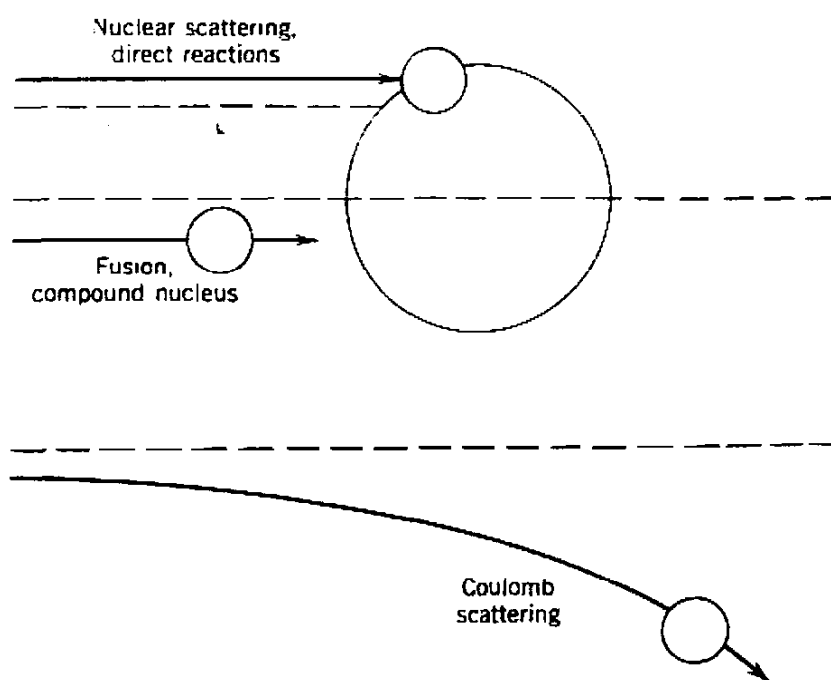 Nuclear scattering,
direct reactions
Fusion,
compound nucleus
Coulomb
scattering